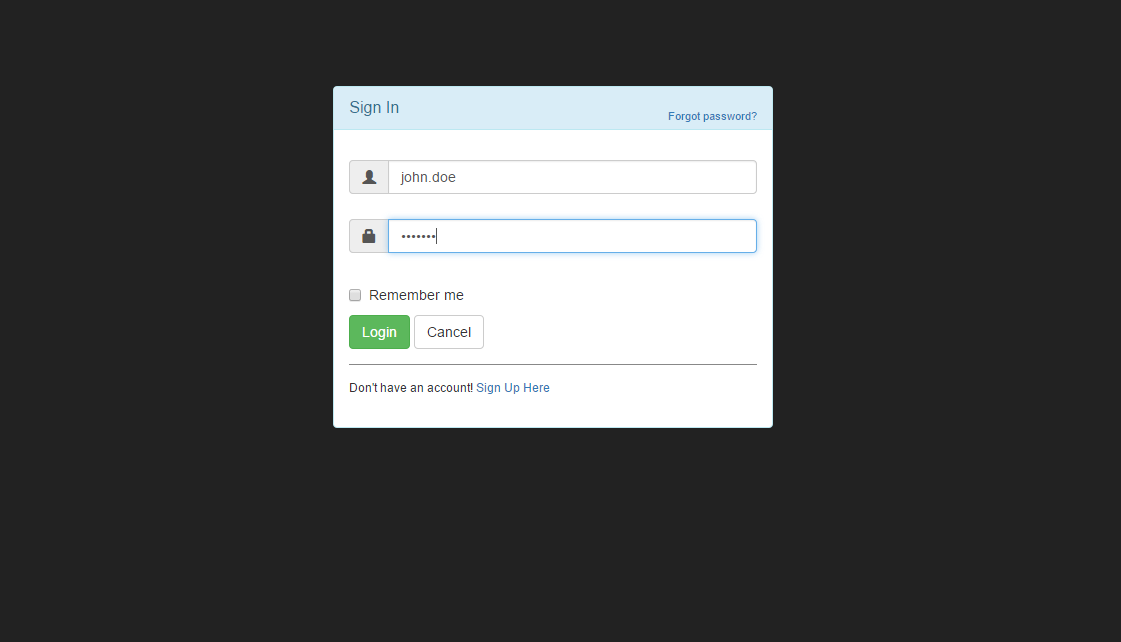 Sign In
Forgot password?
john.doe
•••••••
Remember me
Login Cancel
Don't have an account! Sign Up Here